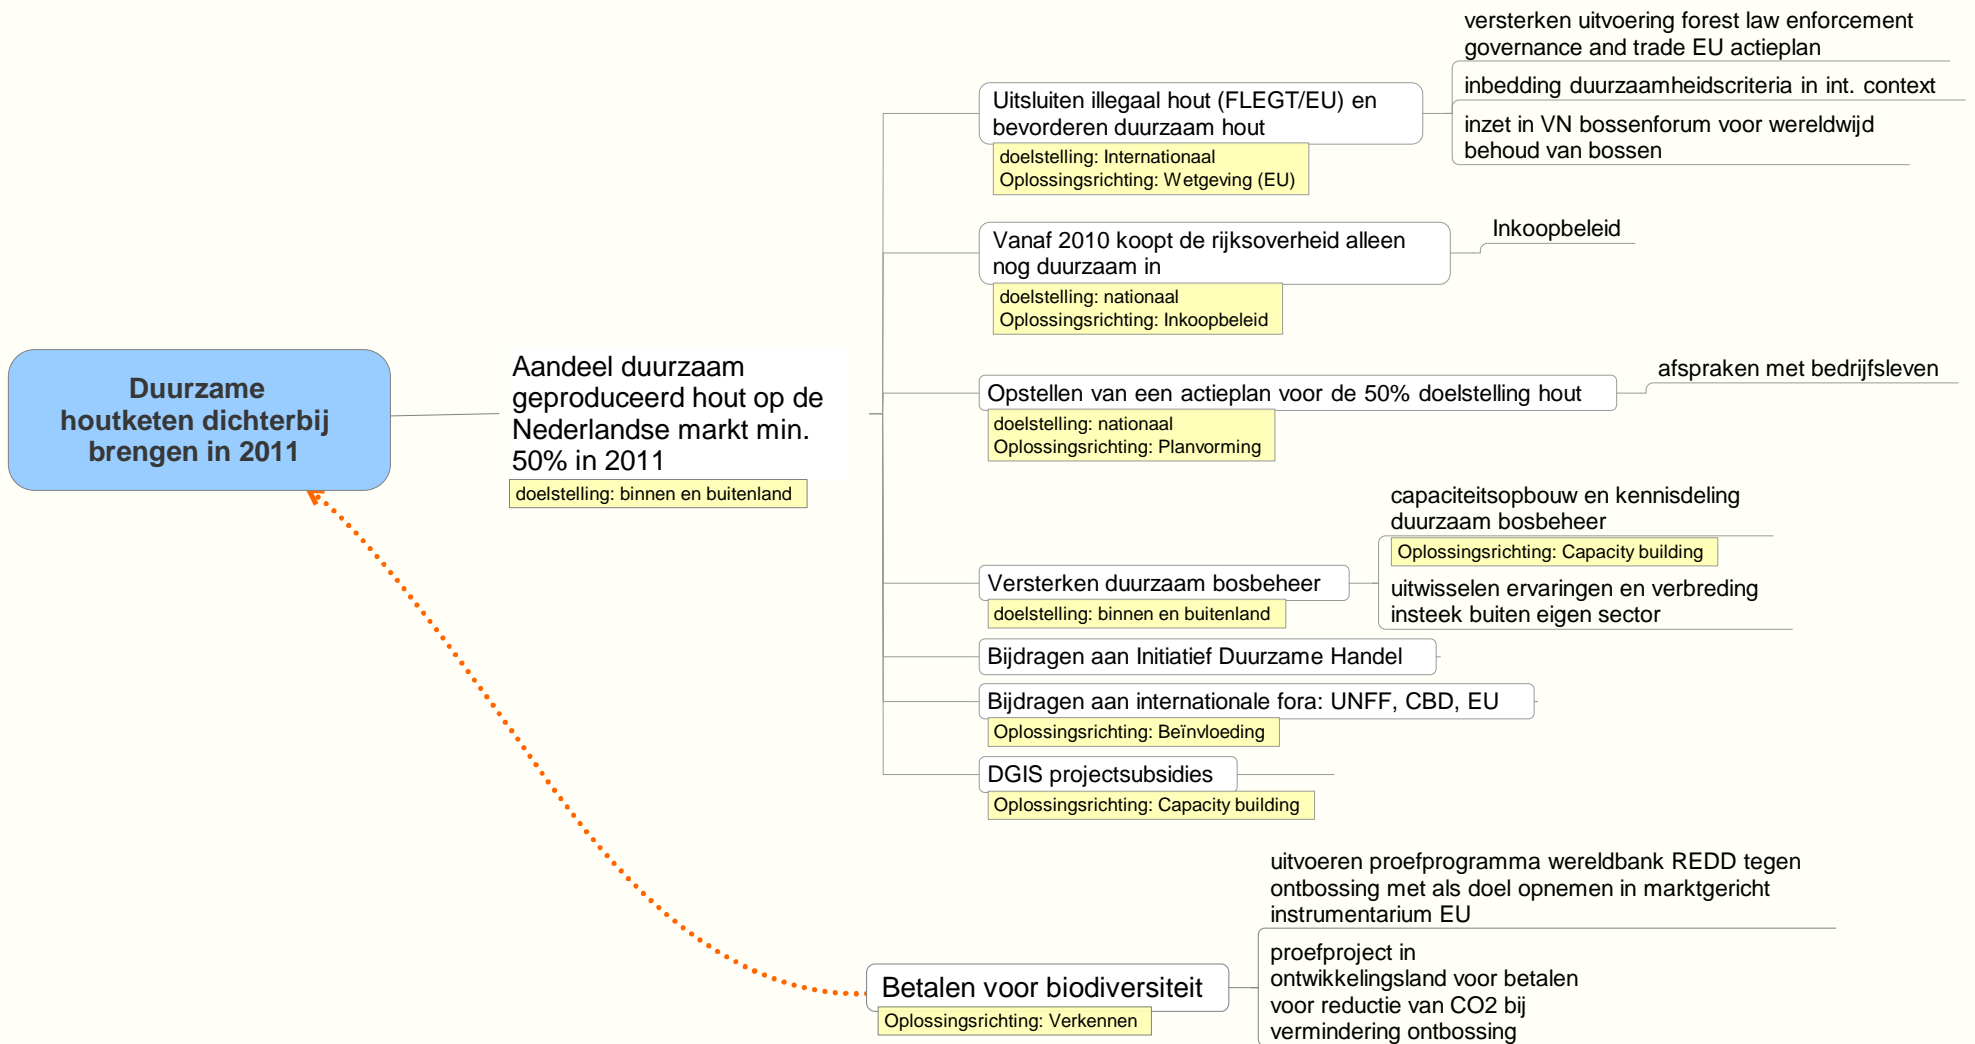 Duurzame
houtketen dichterbij
brengen in 2011
Aandeel duurzaam
geproduceerd hout op de
Nederlandse markt min.
50% in 2011
doelstelling: binnen en buitenland
Uitsluiten illegaal hout (FLEGT/EU) en
bevorderen duurzaam hout
doelstelling: Internationaal
Oplossingsrichting: Wetgeving (EU)
versterken uitvoering forest law enforcement
governance and trade EU actieplan
inbedding duurzaamheidscriteria in int. context
inzet in VN bossenforum voor wereldwijd
behoud van bossen
Vanaf 2010 koopt de rijksoverheid alleen
nog duurzaam in
doelstelling: nationaal
Oplossingsrichting: Inkoopbeleid
Inkoopbeleid
Opstellen van een actieplan voor de 50% doelstelling hout
doelstelling: nationaal
Oplossingsrichting: Planvorming
afspraken met bedrijfsleven
Versterken duurzaam bosbeheer
doelstelling: binnen en buitenland
capaciteitsopbouw en kennisdeling
duurzaam bosbeheer
Oplossingsrichting: Capacity building
uitwisselen ervaringen en verbreding
insteek buiten eigen sector
Bijdragen aan Initiatief Duurzame Handel
Bijdragen aan internationale fora: UNFF, CBD, EU
Oplossingsrichting: Beïnvloeding
DGIS projectsubsidies
Oplossingsrichting: Capacity building
Betalen voor biodiversiteit
Oplossingsrichting: Verkennen
uitvoeren proefprogramma wereldbank REDD tegen
ontbossing met als doel opnemen in marktgericht
instrumentarium EU
proefproject in
ontwikkelingsland voor betalen
voor reductie van CO2 bij
vermindering ontbossing